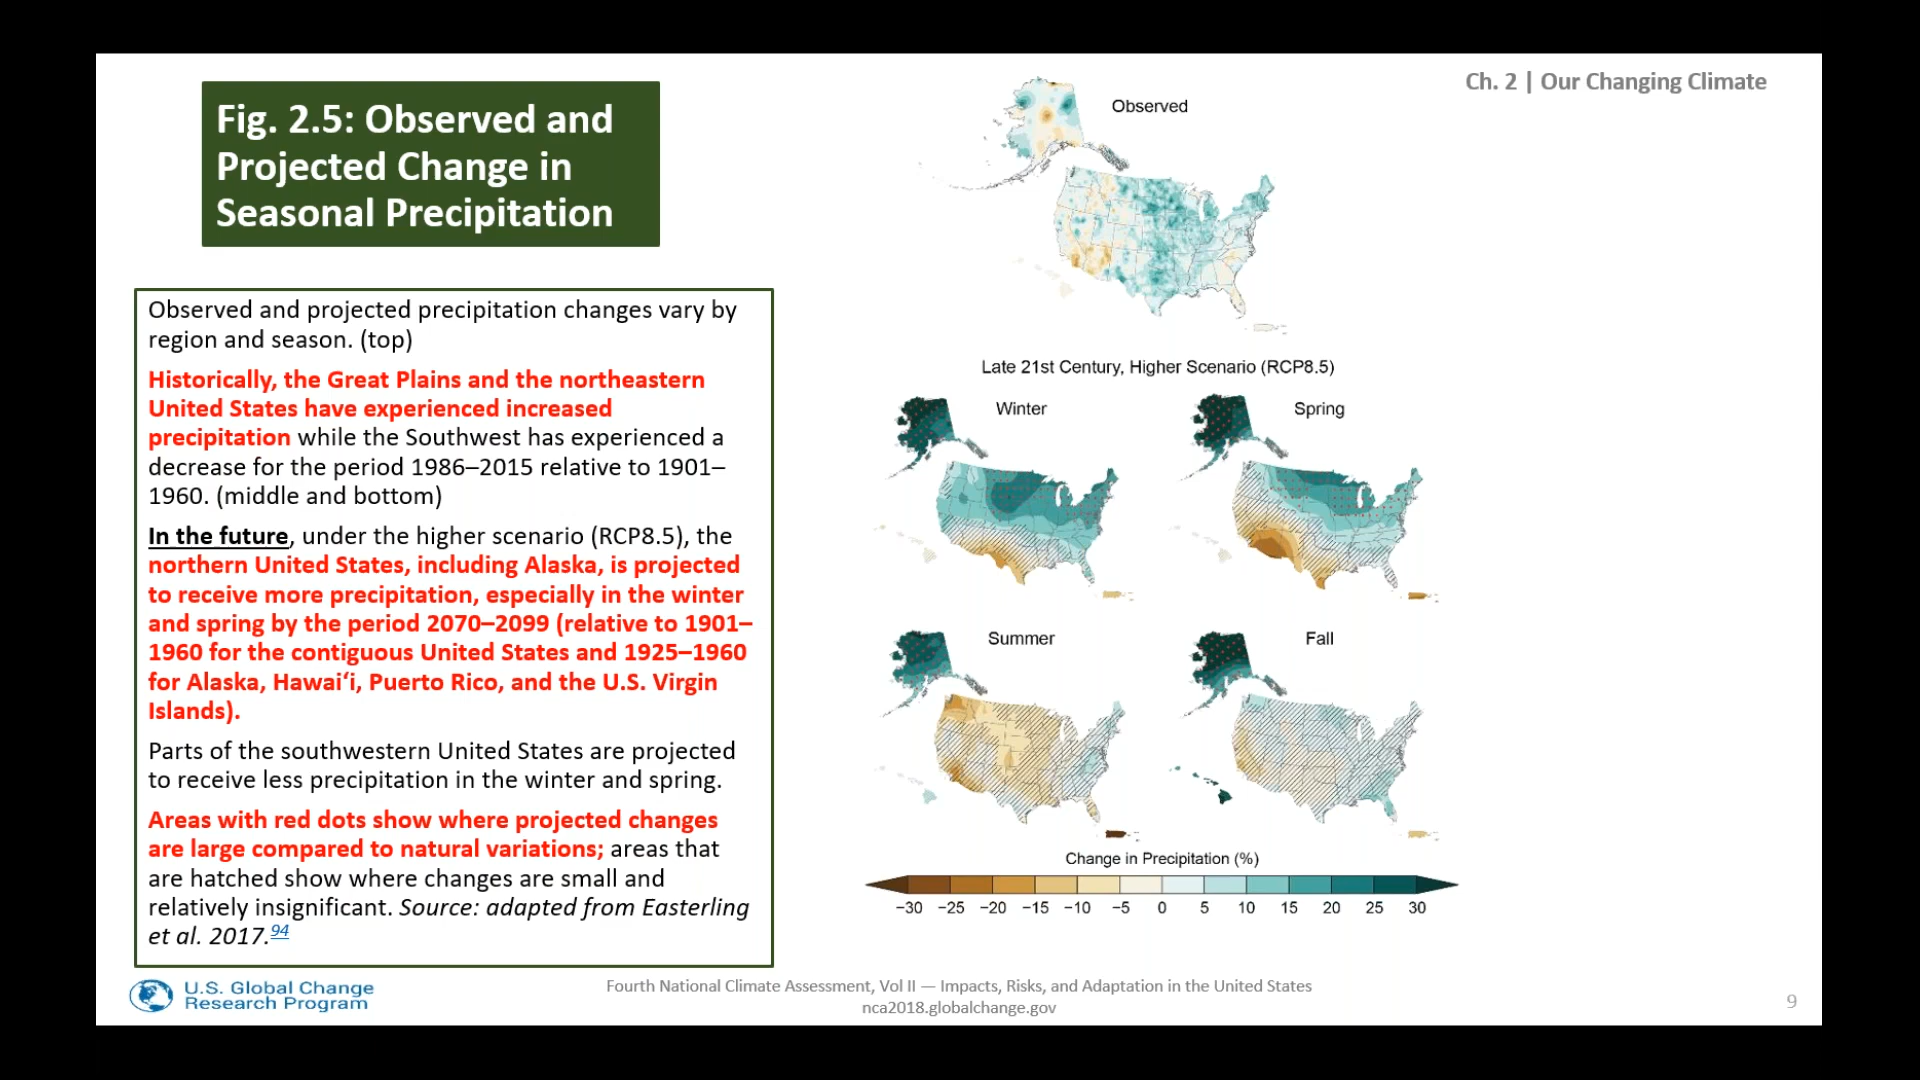 Ch. 2 | Our Changing Climate
Fig. 2.5: Observed and
Projected Change in
Seasonal Precipitation
Observed and projected precipitation changes vary by
region and season. (top)
Historically, the Great Plains and the northeastern
United States have experienced increased
precipitation while the Southwest has experienced a
decrease for the period 1986–2015 relative to 1901–
1960. (middle and bottom)
In the future, under the higher scenario (RCP8.5), the
northern United States, including Alaska, is projected
to receive more precipitation, especially in the winter
and spring by the period 2070–2099 (relative to 1901–
1960 for the contiguous United States and 1925–1960
for Alaska, Hawai‘i, Puerto Rico, and the U.S. Virgin
Islands).
Parts of the southwestern United States are projected
to receive less precipitation in the winter and spring.
Areas with red dots show where projected changes
are large compared to natural variations; areas that
are hatched show where changes are small and
relatively insignificant. Source: adapted from Easterling
et al. 2017.94
Observed
Late 21st Century, Higher Scenario (RCP8.5)
Winter
Spring
Summer
Fall
Change in Precipitation (%)
−30 −25 −20 −15 −10 −5 0 5 10 15 20 25 30
U.S. Global Change
Research Program
Fourth National Climate Assessment, Vol II — Impacts, Risks, and Adaptation in the United States
nca2018.globalchange.gov
9